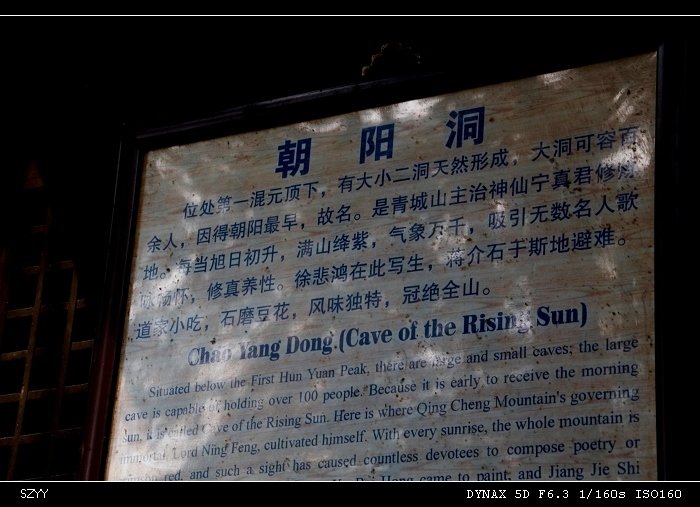 朝阳洞
位处第一混元顶下，有大小二洞天然形成，大洞可容百
余人，因得朝阳最早，故名。是青城山主治神仙宁真君修炼
地。每当旭日初升，满山绛紫，气象万千，吸引无数名人歌
咏畅怀，修真养性。徐悲鸿在此写生，蒋介石于斯地避难。
道家小吃，石磨豆花，风味独特，冠绝全山。
Chao Yang Dong (Cave of the Rising Sun)
Situated below the First Hun Yuan Peak, there are large and small caves; the large
cave is capable of holding over 100 people. Because it is early to receive the morning
sun, it is called Cave of the Rising Sun. Here is where Qing Cheng Mountain's governing
immortal Lord Ning Feng, cultivated himself. With every sunrise, the whole mountain is
red, and such a sight has caused countless devotees to compose poetry or
Bei Hong came to paint, and Jiang Jie Shi
SZYY
DYNAX 5D F6.3 1/160s ISO160